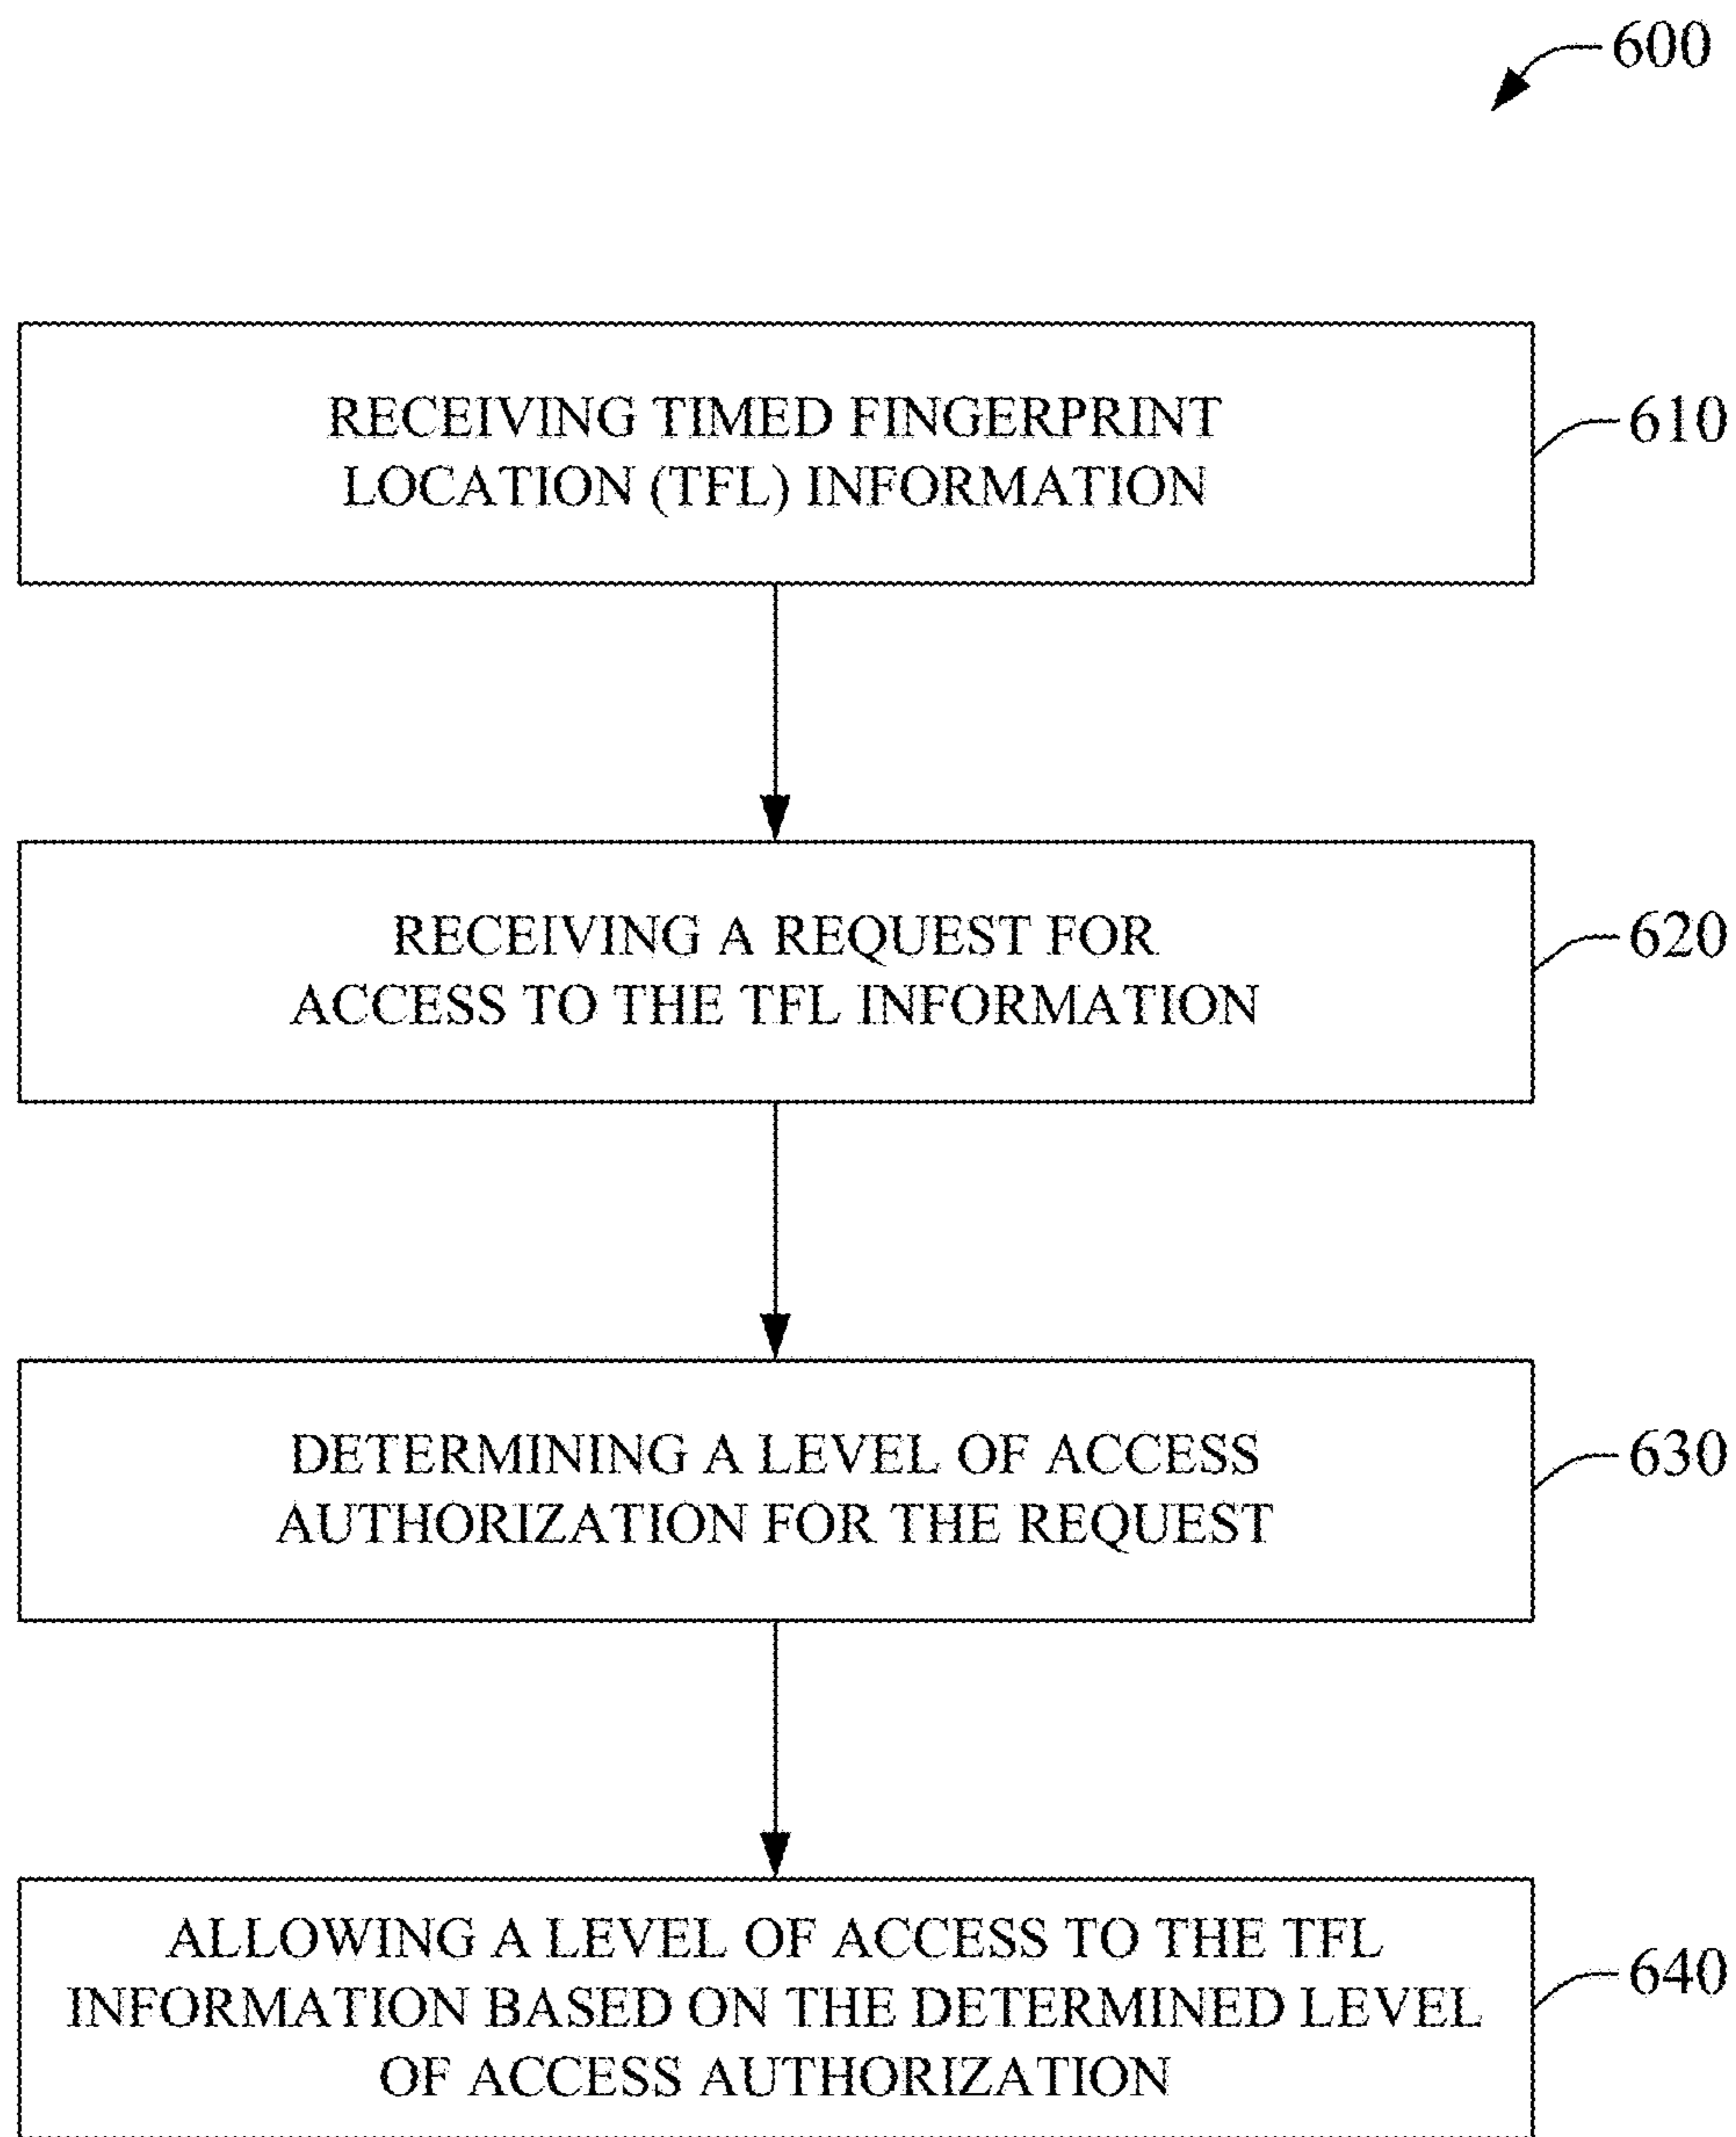 600
RECEIVING TIMED FINGERPRINT
LOCATION (TFL) INFORMATION
610
RECEIVING A REQUEST FOR
ACCESS TO THE TFL INFORMATION
620
DETERMINING A LEVEL OF ACCESS
AUTHORIZATION FOR THE REQUEST
630
ALLOWING A LEVEL OF ACCESS TO THE TFL
INFORMATION BASED ON THE DETERMINED LEVEL
OF ACCESS AUTHORIZATION
640